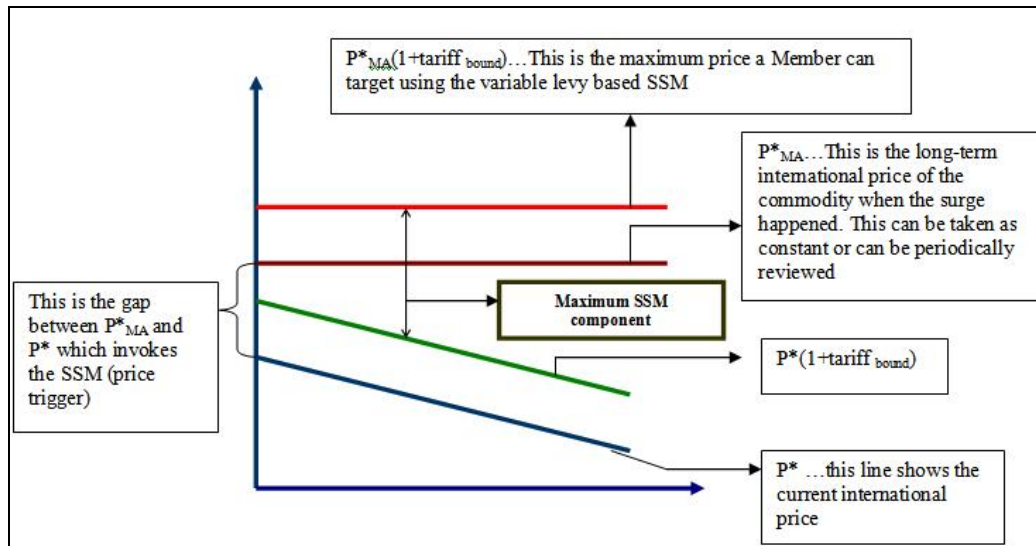 P*MA(1+tariff bound)...This is the maximum price a Member can
target using the variable levy based SSM
P*MA...This is the long-term
international price of the
commodity when the surge
happened. This can be taken as
constant or can be periodically
reviewed
This is the gap
between P*MA and
P* which invokes
the SSM (price
trigger)
Maximum SSM
component
P*(1+tariff bound)
P* ...this line shows the
current international
price